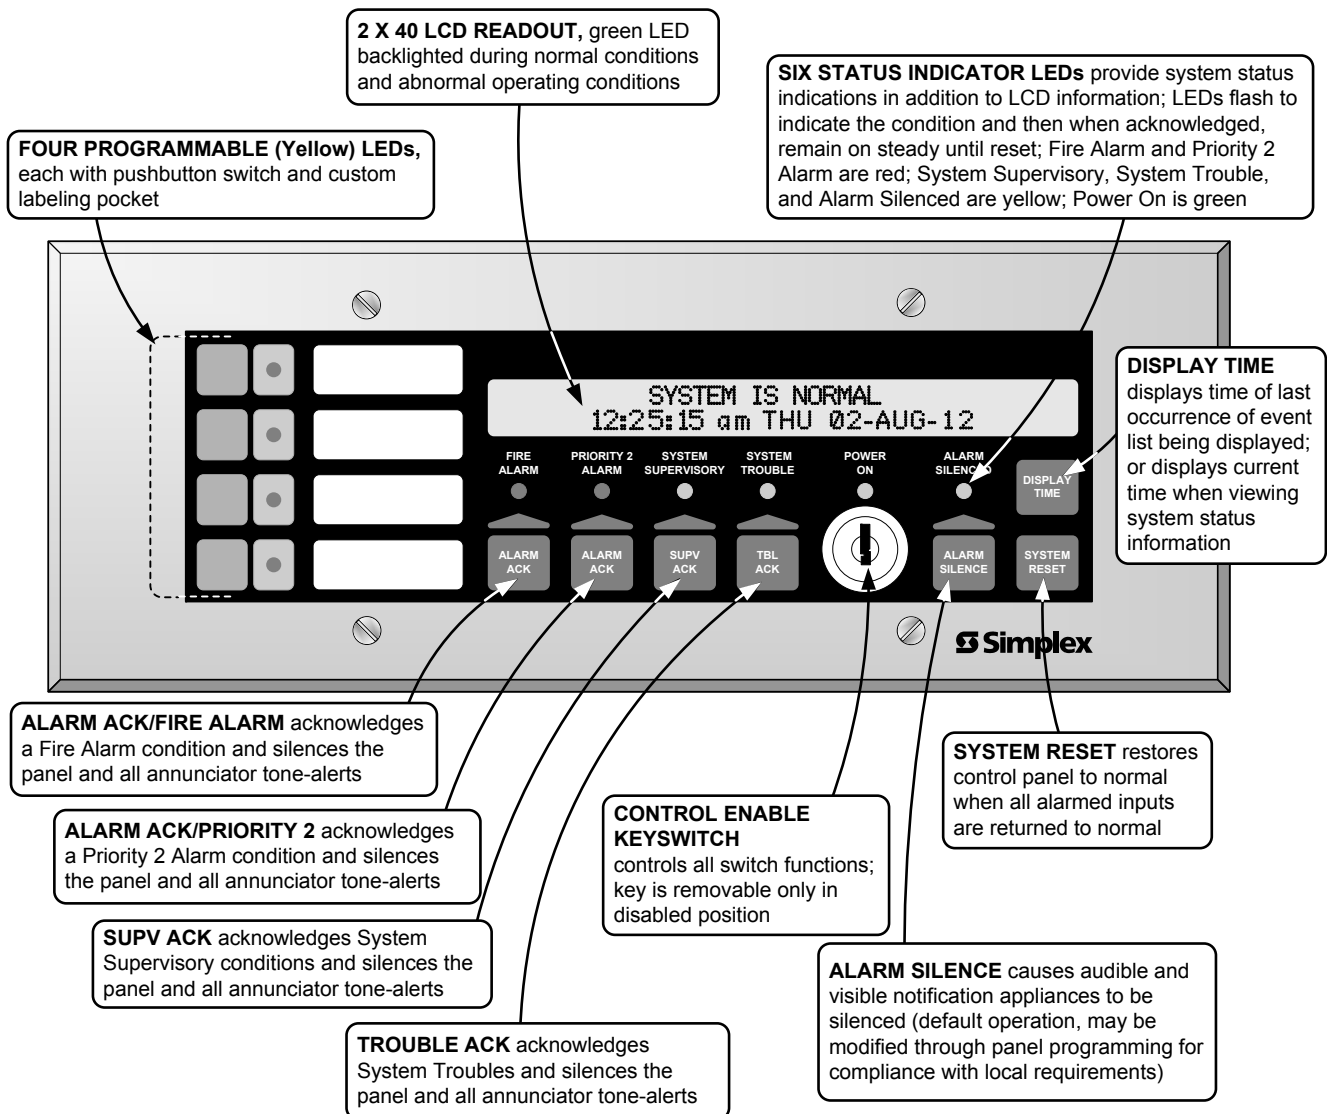 2 X 40 LCD READOUT, green LED
backlighted during normal conditions
and abnormal operating conditions
SIX STATUS INDICATOR LEDs provide system status
indications in addition to LCD information; LEDs flash to
indicate the condition and then when acknowledged,
remain on steady until reset; Fire Alarm and Priority 2
Alarm are red; System Supervisory, System Trouble,
and Alarm Silenced are yellow; Power On is green
FOUR PROGRAMMABLE (Yellow) LEDs,
each with pushbutton switch and custom
labeling pocket
DISPLAY TIME
displays time of last
occurrence of event
list being displayed;
or displays current
time when viewing
system status
information
SYSTEM IS NORMAL
12:25:15 am THU 02-AUG-12
FIRE
ALARM
PRIORITY 2
ALARM
SYSTEM
SUPERVISORY
SYSTEM
TROUBLE
POWER
ON
ALARM
SILENCED
DISPLAY
TIME
ALARM
ACK
ALARM
ACK
SUPV
ACK
TBL
ACK
ALARM
SILENCE
SYSTEM
RESET
Simplex
ALARM ACK/FIRE ALARM acknowledges
a Fire Alarm condition and silences the
panel and all annunciator tone-alerts
ALARM ACK/PRIORITY 2 acknowledges
a Priority 2 Alarm condition and silences
the panel and all annunciator tone-alerts
SUPV ACK acknowledges System
Supervisory conditions and silences the
panel and all annunciator tone-alerts
TROUBLE ACK acknowledges
System Troubles and silences the
panel and all annunciator tone-alerts
CONTROL ENABLE
KEYSWITCH
controls all switch functions;
key is removable only in
disabled position
SYSTEM RESET restores
control panel to normal
when all alarmed inputs
are returned to normal
ALARM SILENCE causes audible and
visible notification appliances to be
silenced (default operation, may be
modified through panel programming for
compliance with local requirements)